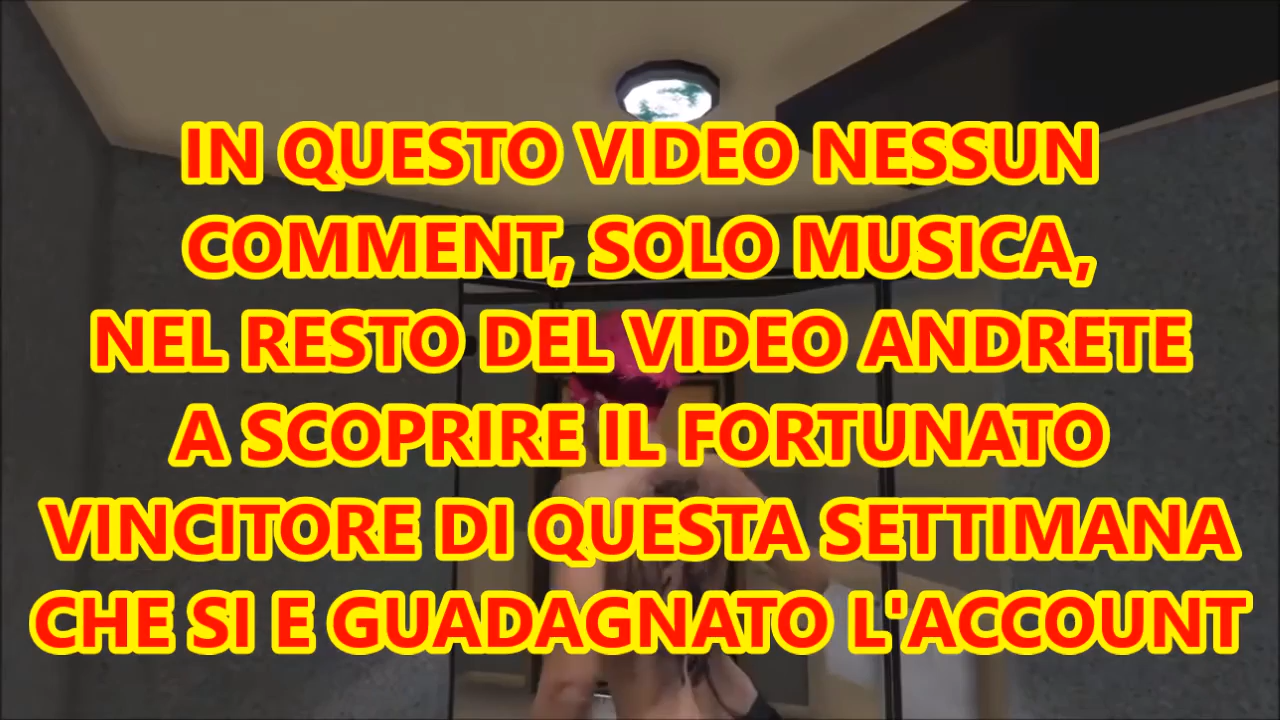 IN QUESTO VIDEO NESSUN
COMMENT, SOLO MUSICA,
NEL RESTO DEL VIDEO ANDRETE
A SCOPRIRE IL FORTUNATO
VINCITORE DI QUESTA SETTIMANA
CHE SI E GUADAGNATO L'ACCOUNT